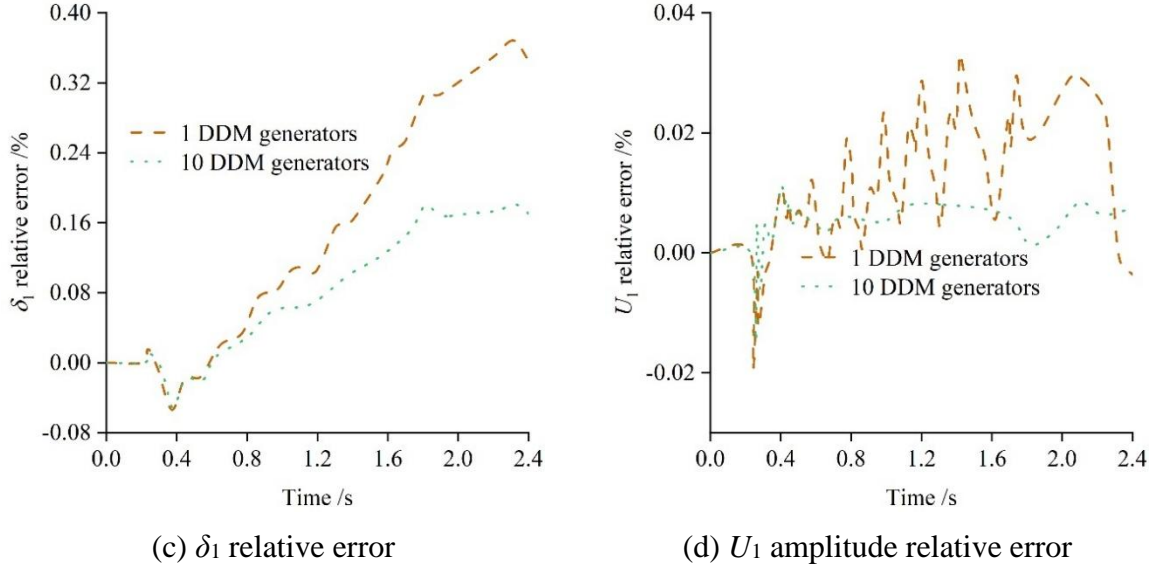 0.40
0.32
0.24
0.16
0.08
0.00
-0.08
δ1 relative error /%
1 DDM generators
10 DDM generators
0.0 0.4 0.8 1.2 1.6 2.0 2.4
Time /s
(c) δ1 relative error
0.04
0.02
0.00
-0.02
U1 relative error /%
1 DDM generators
10 DDM generators
0.0 0.4 0.8 1.2 1.6 2.0 2.4
Time /s
(d) U1 amplitude relative error